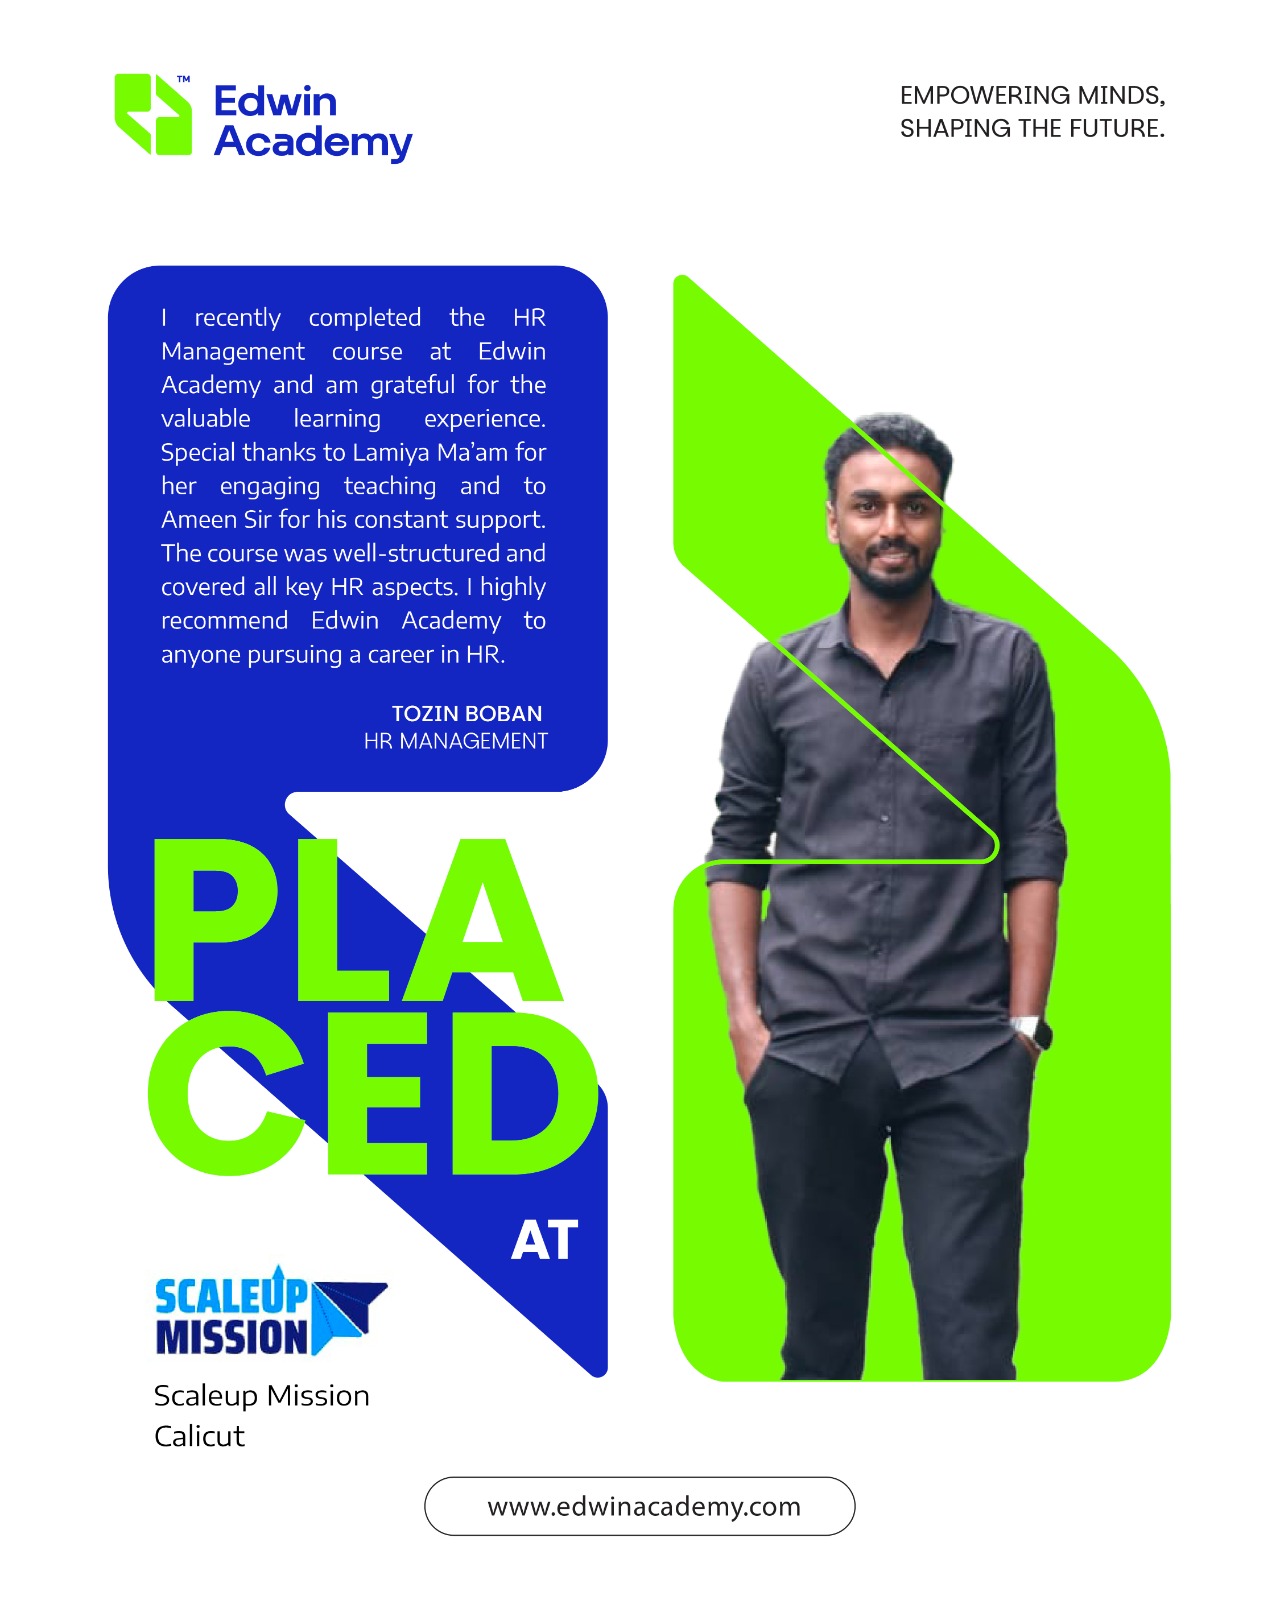 TM
Edwin
Academy
EMPOWERING MINDS,
SHAPING THE FUTURE.
I recently completed the HR
Management course at Edwin
Academy and am grateful for the
valuable learning experience.
Special thanks to Lamiya Ma’am for
her engaging teaching and to
Ameen Sir for his constant support.
The course was well-structured and
covered all key HR aspects. I highly
recommend Edwin Academy to
anyone pursuing a career in HR.
TOZIN BOBAN
HR MANAGEMENT
PLA
CED
AT
SCALEUP
MISSION
Scaleup Mission
Calicut
www.edwinacademy.com